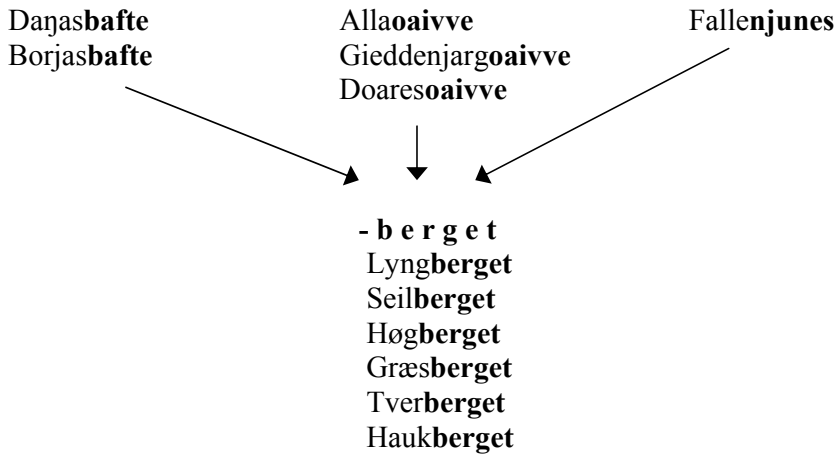 Daŋasbafte Allaoaivve Fallenjunes
Borjasbafte Gieddenjargoaivve
Doaresoaivve
- b e r g e t
Lyngberget
Seilberget
Høgberget
Græsberget
Tverberget
Haukberget